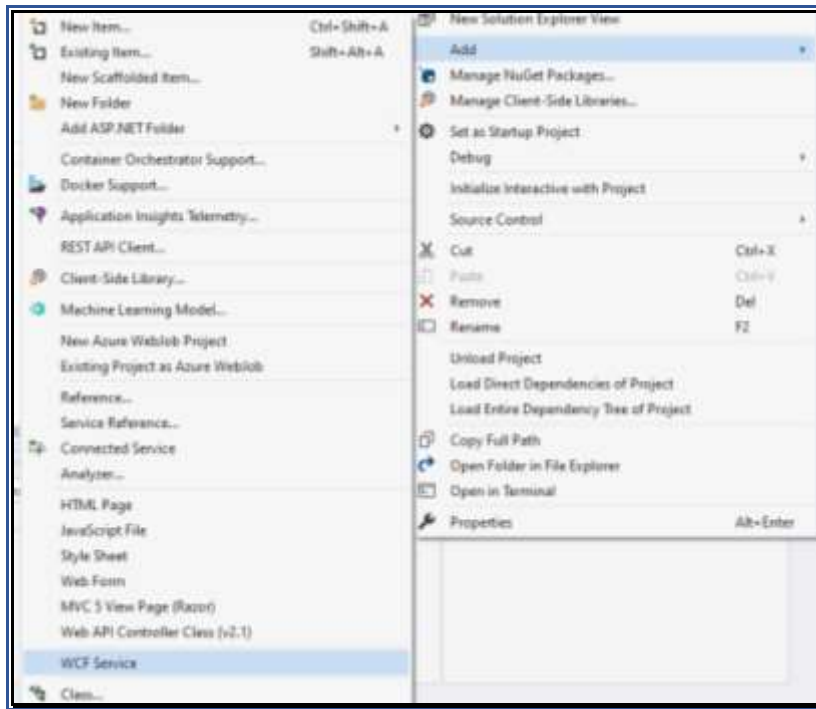 New Item... Ctrl+Shift+A
Existing Item... Shift+Alt+A
New Scaffolded Item...
New Folder
Add ASP.NET Folder
Container Orchestrator Support...
Docker Support...
Application Insights Telemetry...
REST API Client...
Client-Side Library...
Machine Learning Model...
New Azure WebJob Project
Existing Project as Azure WebJob
Reference...
Service Reference...
Connected Service
Analyzer...
HTML Page
JavaScript File
Style Sheet
Web Form
MVC 5 View Page (Razor)
Web API Controller Class (v2.1)
WCF Service
Class...
New Solution Explorer View
Add
Manage NuGet Packages...
Manage Client-Side Libraries...
Set as Startup Project
Debug
Initialize Interactive with Project
Source Control
Cut Ctrl+X
Paste Ctrl+V
Remove Del
Rename F2
Unload Project
Load Direct Dependencies of Project
Load Entire Dependency Tree of Project
Copy Full Path
Open Folder in File Explorer
Open in Terminal
Properties Alt+Enter